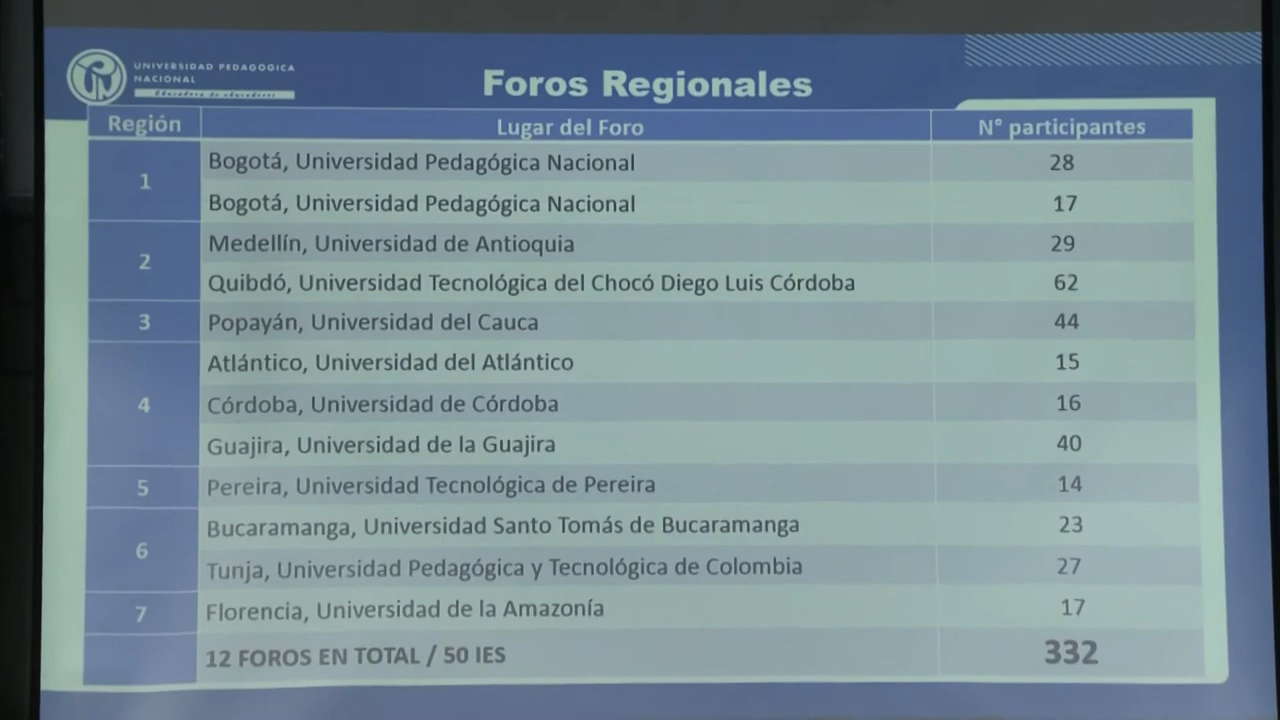 UNIVERSIDAD PEDAGOGICA
NACIONAL
Educadora de educadores
Foros Regionales
Región Lugar del Foro N° participantes
1 Bogotá, Universidad Pedagógica Nacional 28
Bogotá, Universidad Pedagógica Nacional 17
2 Medellín, Universidad de Antioquia 29
Quibdó, Universidad Tecnológica del Chocó Diego Luis Córdoba 62
3 Popayán, Universidad del Cauca 44
4 Atlántico, Universidad del Atlántico 15
Córdoba, Universidad de Córdoba 16
Guajira, Universidad de la Guajira 40
5 Pereira, Universidad Tecnológica de Pereira 14
6 Bucaramanga, Universidad Santo Tomás de Bucaramanga 23
Tunja, Universidad Pedagógica y Tecnológica de Colombia 27
7 Florencia, Universidad de la Amazonía 17
12 FOROS EN TOTAL / 50 IES 332